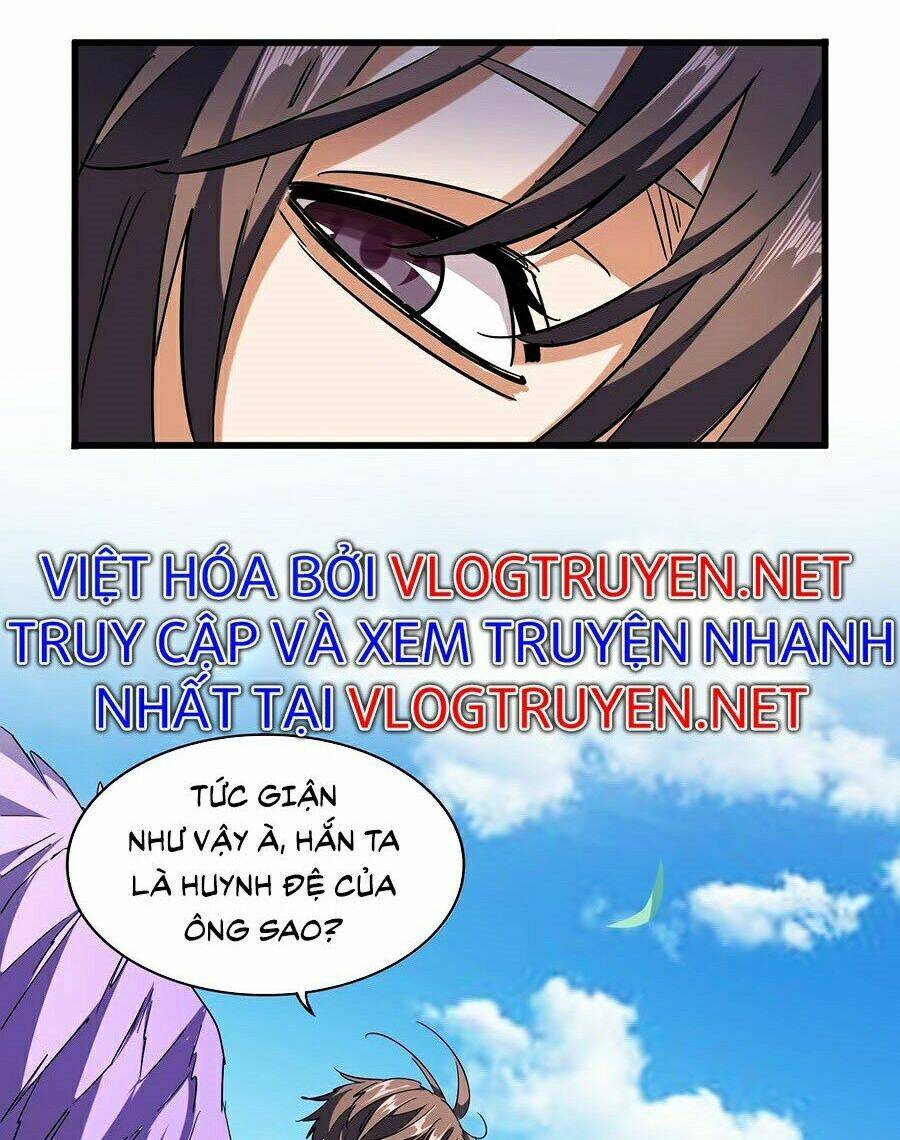 VIỆT HÓA BỞI VLOGTRUYEN.NET
TRUY CẬP VÀ XEM TRUYỆN NHANH
NHẤT TẠI VLOGTRUYEN.NET
TỨC GIẬN
NHƯ VẬY À, HẮN TA
LÀ HUYNH ĐỆ CỦA
ÔNG SAO?